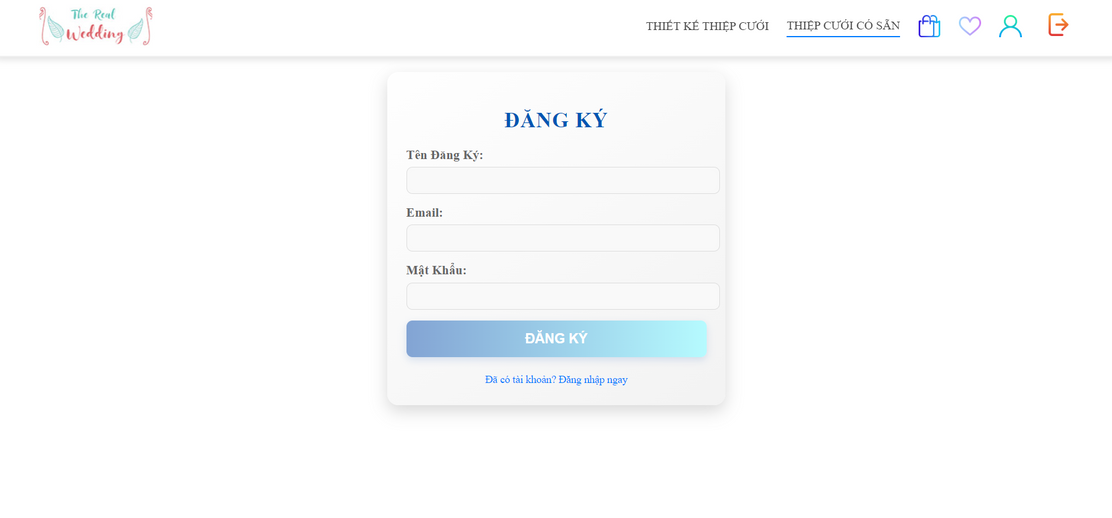 The Real
Wedding
THIẾT KẾ THIỆP CƯỚI
THIỆP CƯỚI CÓ SẴN
ĐĂNG KÝ
Tên Đăng Ký:
Email:
Mật Khẩu:
ĐĂNG KÝ
Đã có tài khoản? Đăng nhập ngay